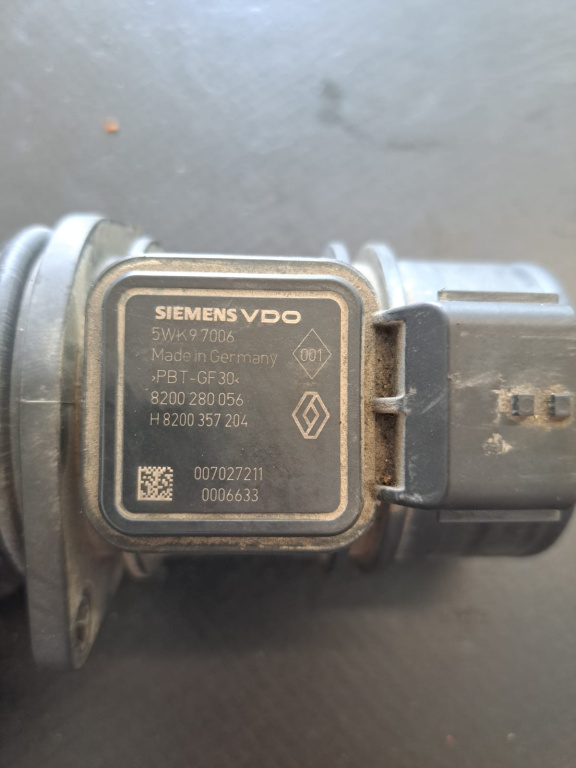 SIEMENS VDO
5WK9 7006
Made in Germany
001
>PBT-GF30<
8200 280 056
H 8200 357 204
007027211
0006633